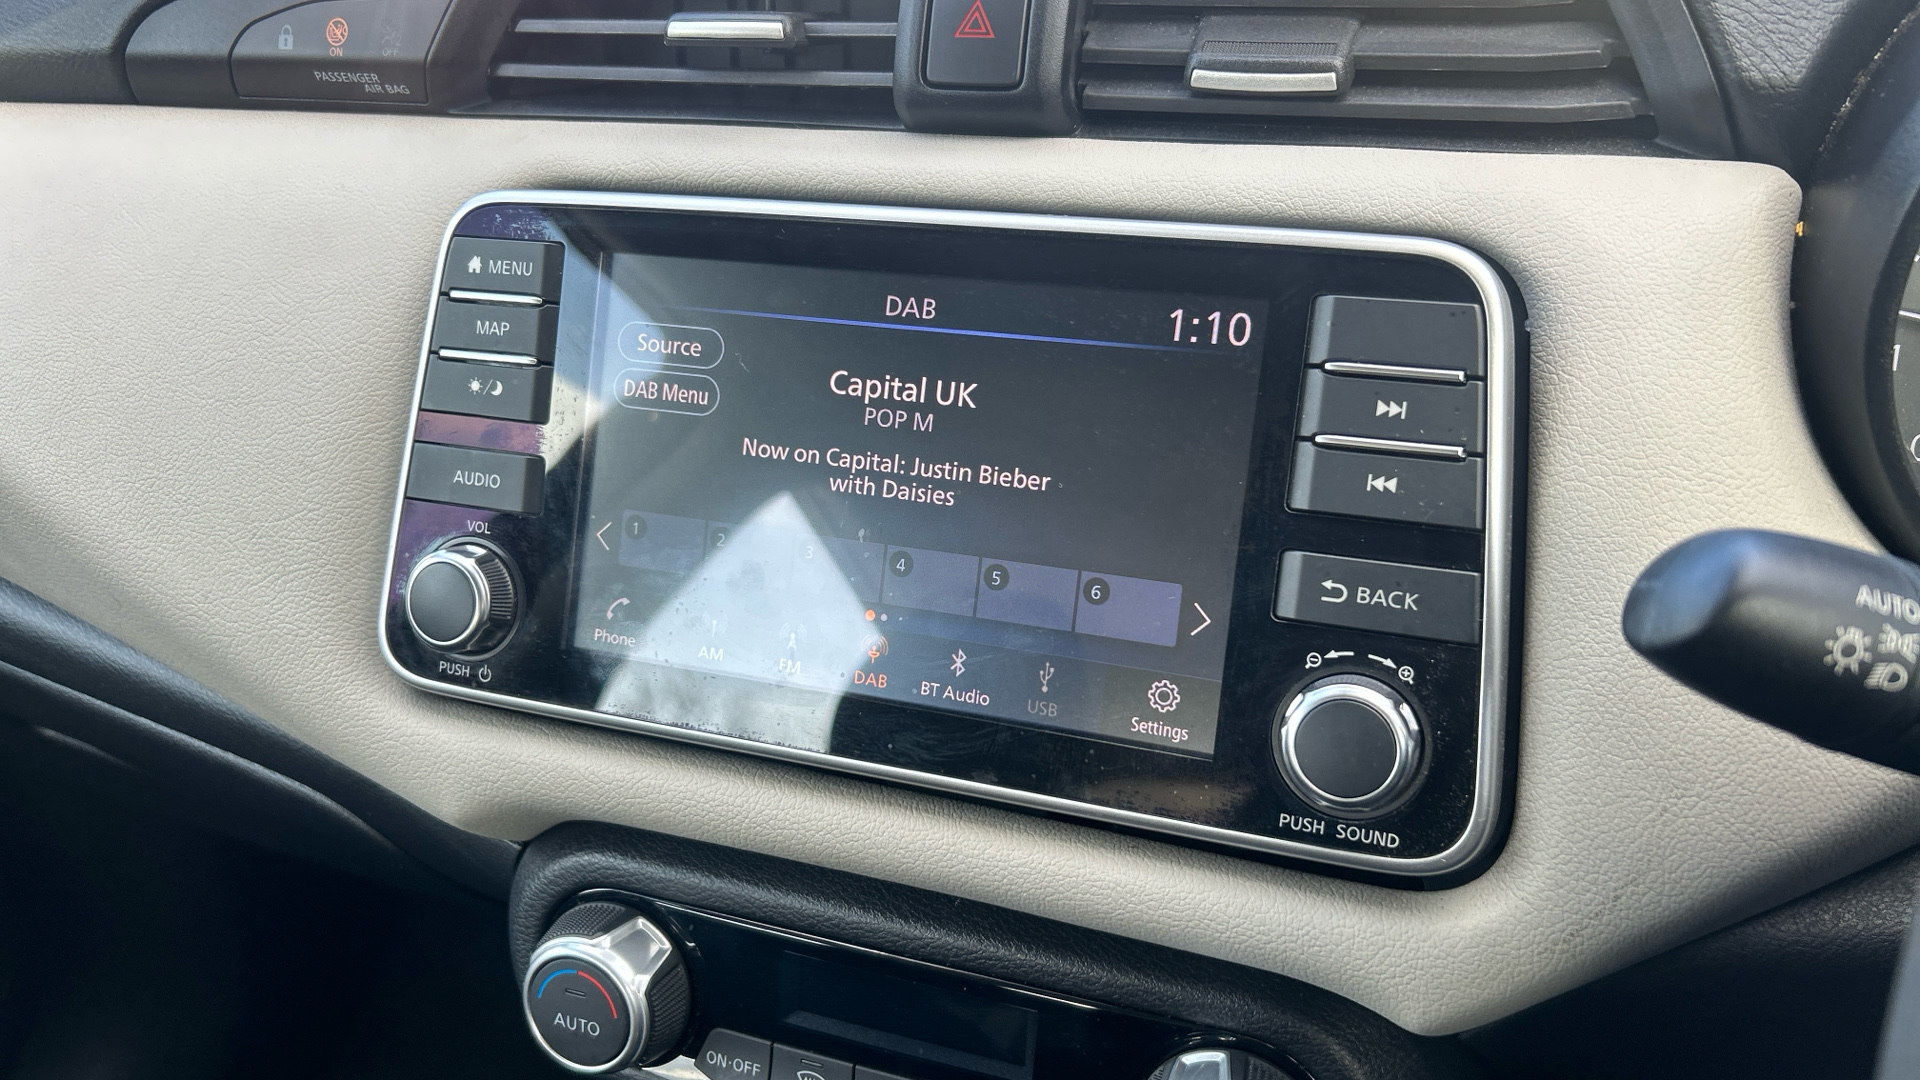 ON
OFF
PASSENGER
AIR BAG
MENU
MAP
AUDIO
VOL
PUSH
DAB
1:10
Source
DAB Menu
Capital UK
POP M
Now on Capital: Justin Bieber
with Daisies
1
2
3
4
5
6
Phone
AM
FM
DAB
BT Audio
USB
Settings
BACK
PUSH SOUND
AUTO
1
AUTO
ON·OFF